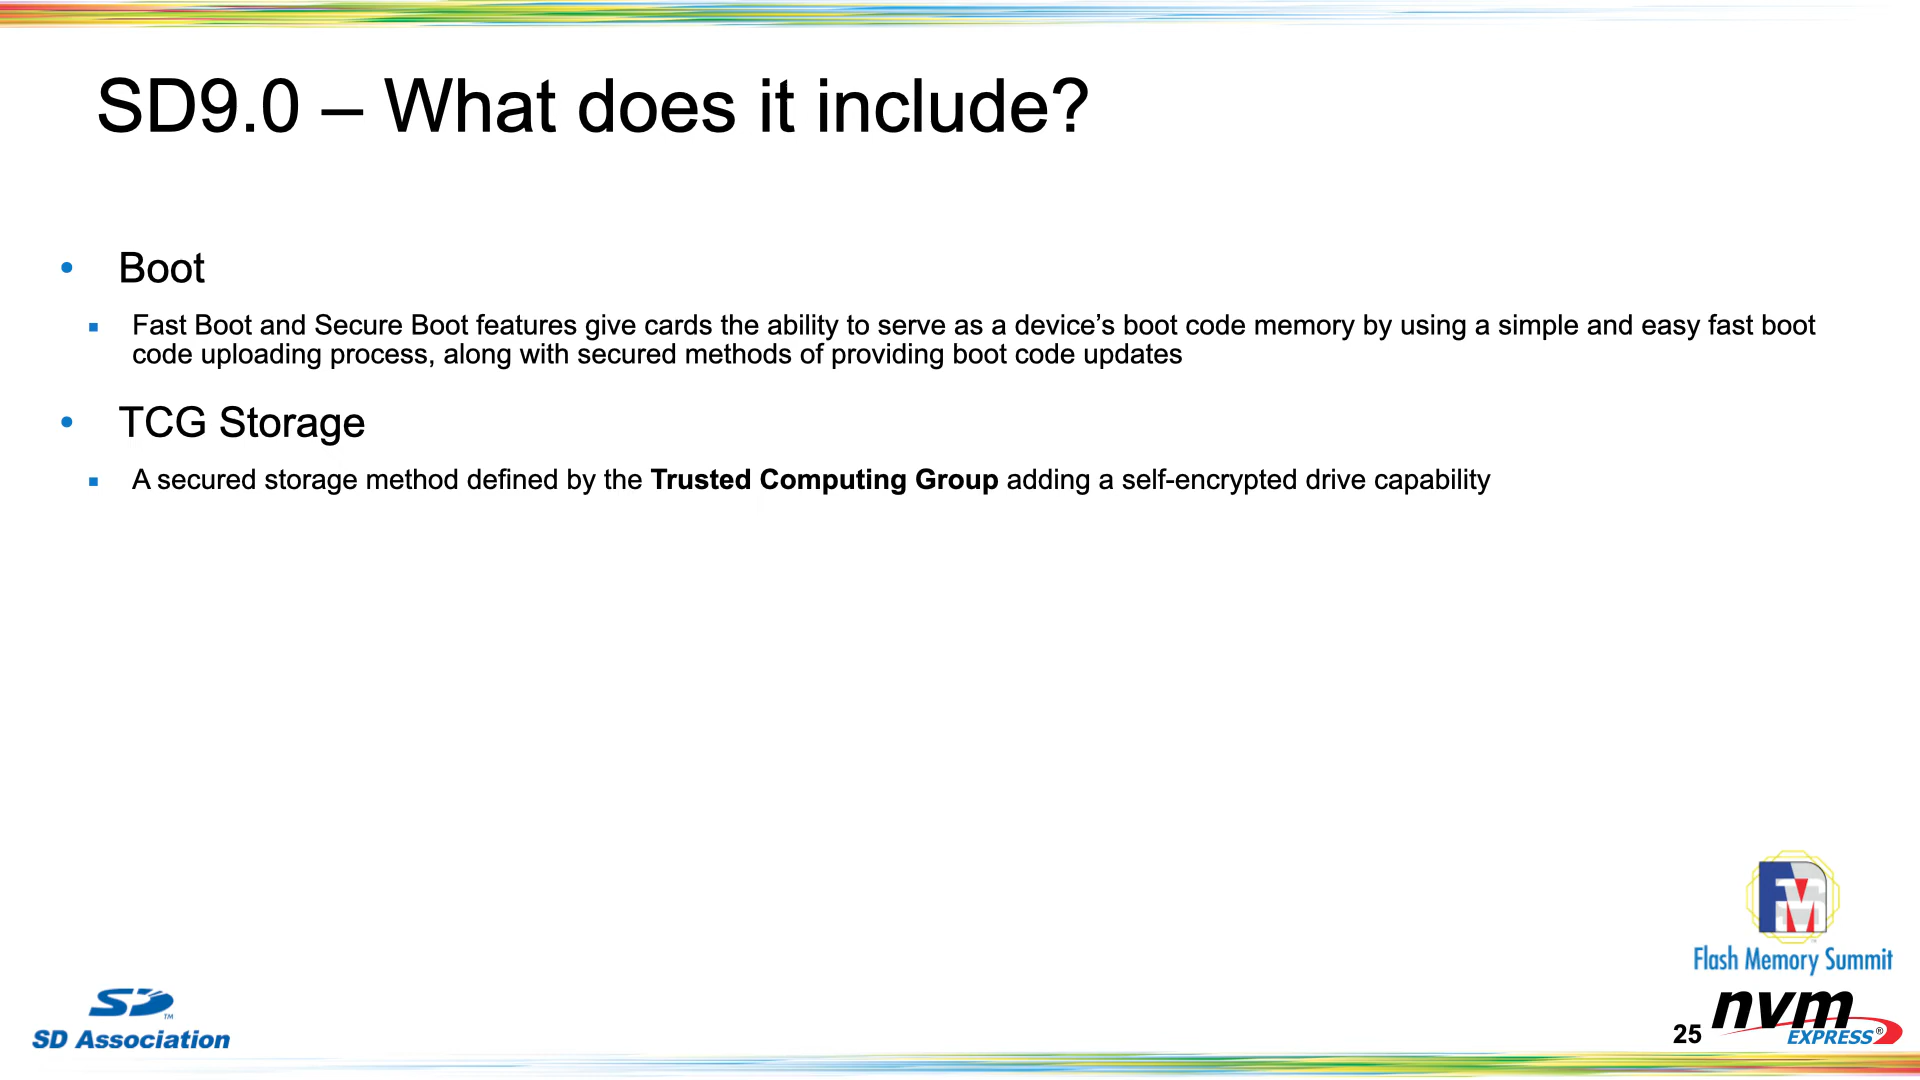 SD9.0 – What does it include?
• Boot
▪ Fast Boot and Secure Boot features give cards the ability to serve as a device’s boot code memory by using a simple and easy fast boot
code uploading process, along with secured methods of providing boot code updates
• TCG Storage
▪ A secured storage method defined by the Trusted Computing Group adding a self-encrypted drive capability
FMS
Flash Memory Summit
SD™
SD Association
25
nvm
EXPRESS®